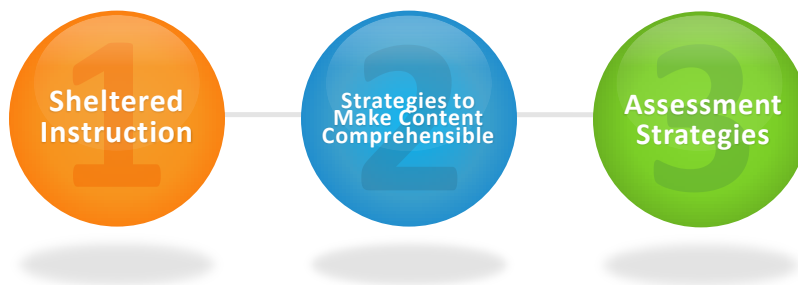 1
Sheltered
Instruction
2
Strategies to
Make Content
Comprehensible
3
Assessment
Strategies